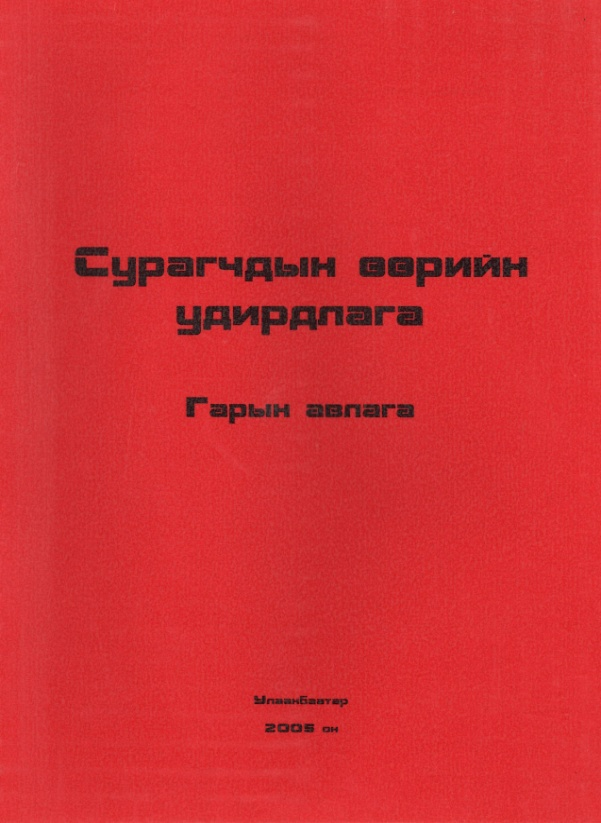 Сурагчдын өөрийн
удирдлага
Гарын авлага
Улаанбаатар
2005 он